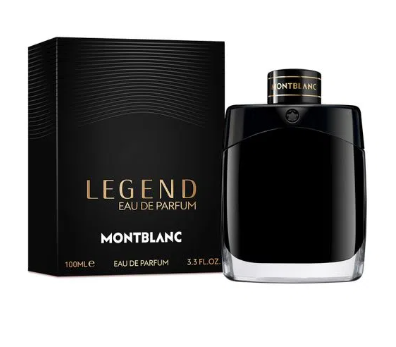 LEGEND
EAU DE PARFUM
MONTBLANC
100ML℮ EAU DE PARFUM 3.3 FL.OZ.
MONTBLANC